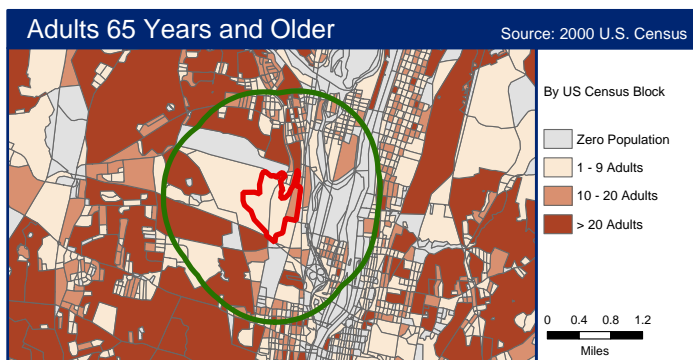 Adults 65 Years and Older
Source: 2000 U.S. Census
By US Census Block
Zero Population
1 - 9 Adults
10 - 20 Adults
> 20 Adults
0 0.4 0.8 1.2
Miles